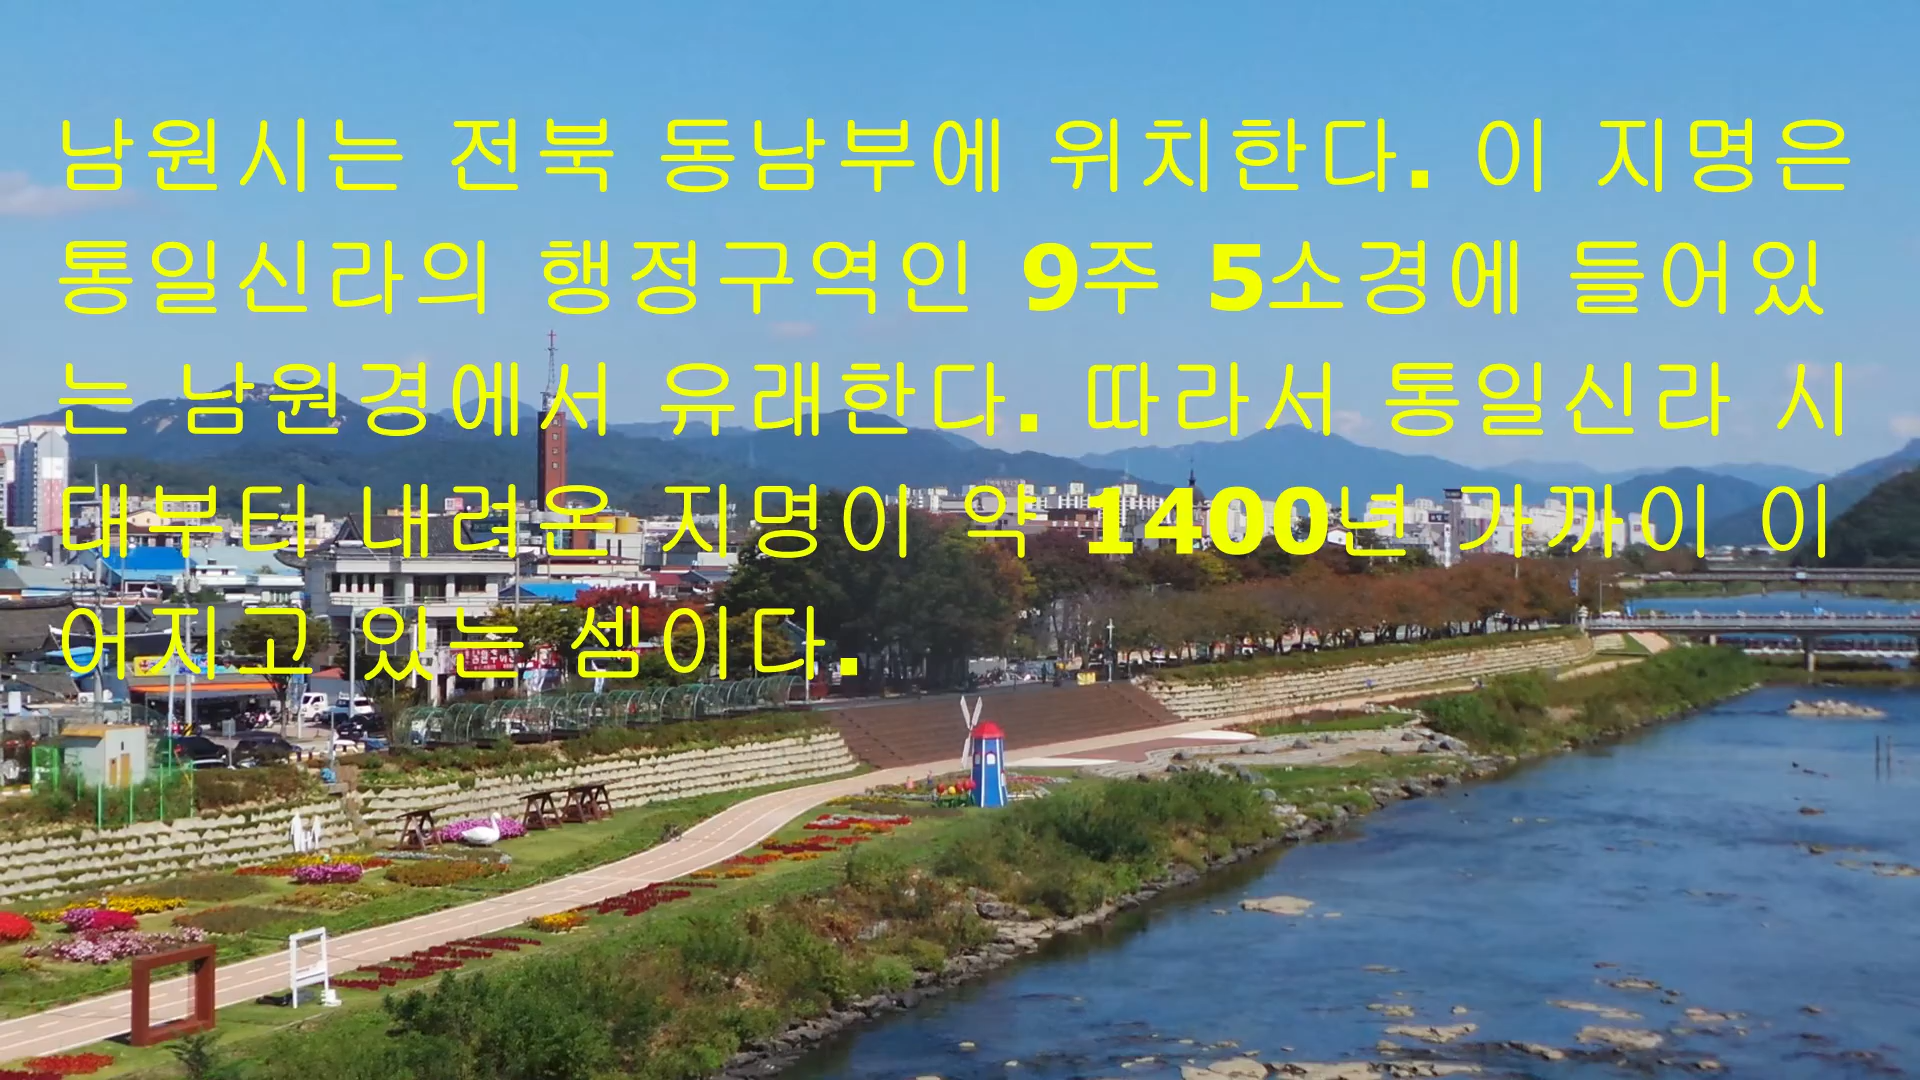 남원시는 전북 동남부에 위치한다. 이 지명은
통일신라의 행정구역인 9주 5소경에 들어있
는 남원경에서 유래한다. 따라서 통일신라 시
대부터 내려온 지명이 약 1400년 가까이 이
어지고 있는 셈이다.